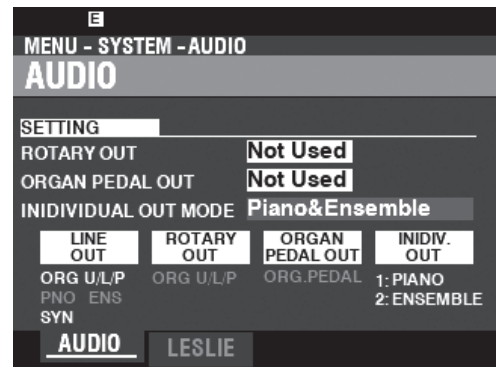 E
MENU - SYSTEM - AUDIO
AUDIO
SETTING
ROTARY OUT Not Used
ORGAN PEDAL OUT Not Used
INIDIVIDUAL OUT MODE Piano&Ensemble
LINE OUT ROTARY OUT ORGAN PEDAL OUT INIDIV. OUT
ORG U/L/P ORG U/L/P ORG.PEDAL 1: PIANO
PNO ENS 2: ENSEMBLE
SYN
AUDIO LESLIE